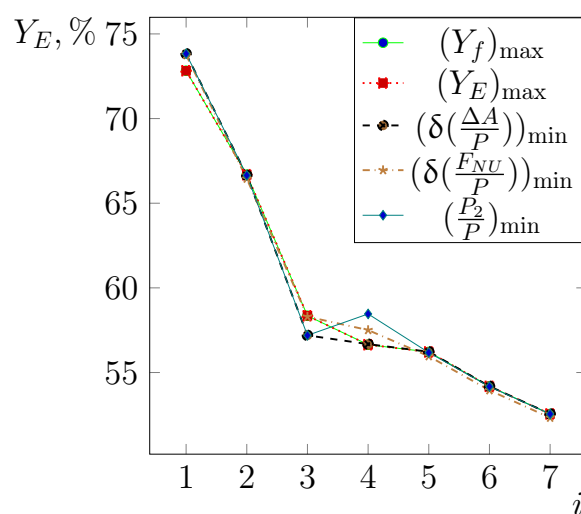 Y_E, %
75
70
65
60
55
1 2 3 4 5 6 7
i
(Y_f)_max
(Y_E)_max
(δ(ΔA/P))_min
(δ(F_NU/P))_min
(P_2/P)_min